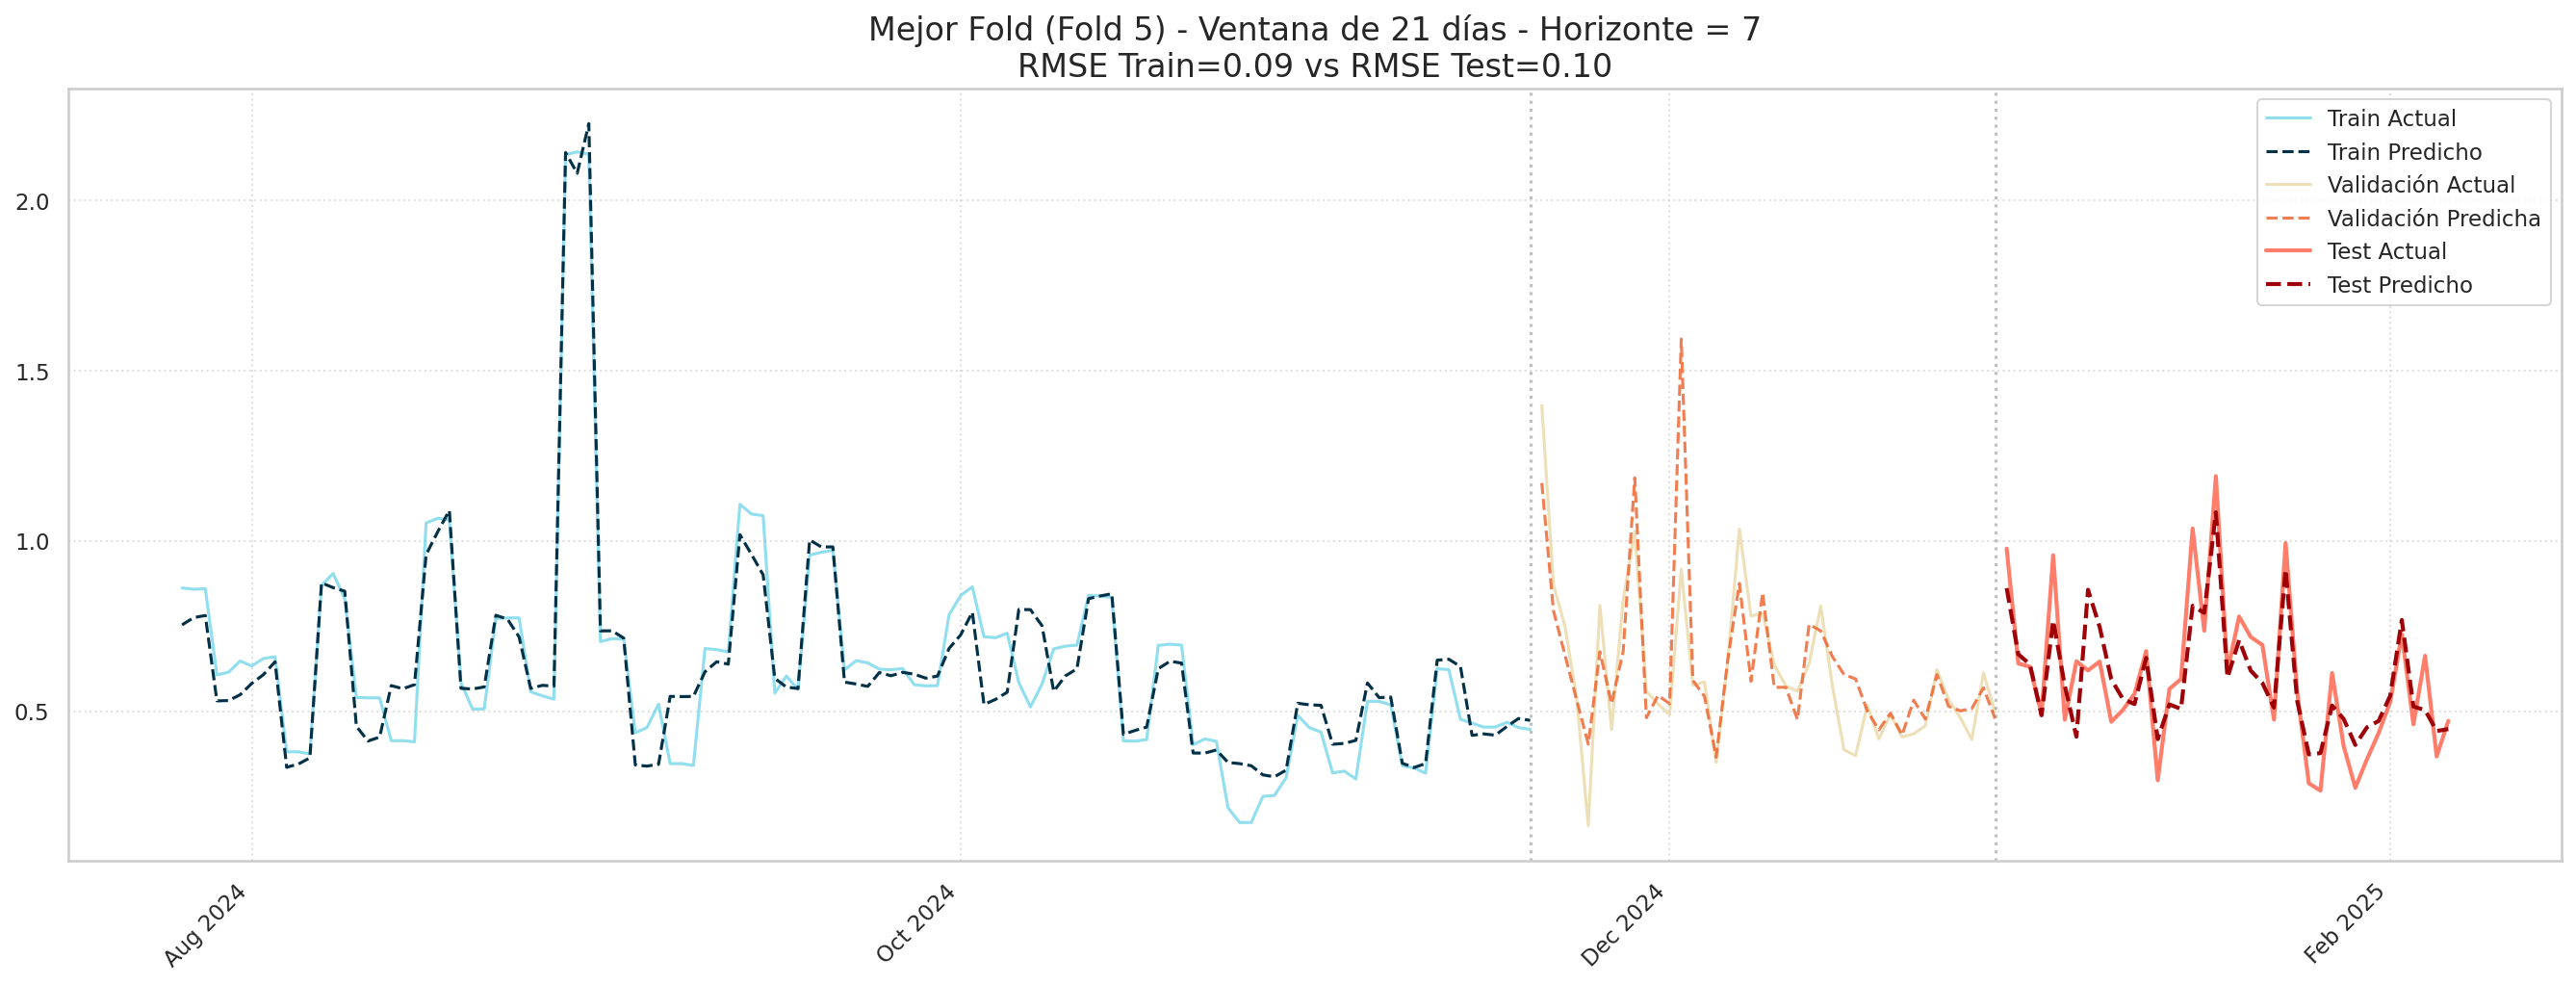 Mejor Fold (Fold 5) - Ventana de 21 días - Horizonte = 7
RMSE Train=0.09 vs RMSE Test=0.10
Train Actual
Train Predicho
Validación Actual
Validación Predicha
Test Actual
Test Predicho
2.0
1.5
1.0
0.5
Aug 2024
Oct 2024
Dec 2024
Feb 2025